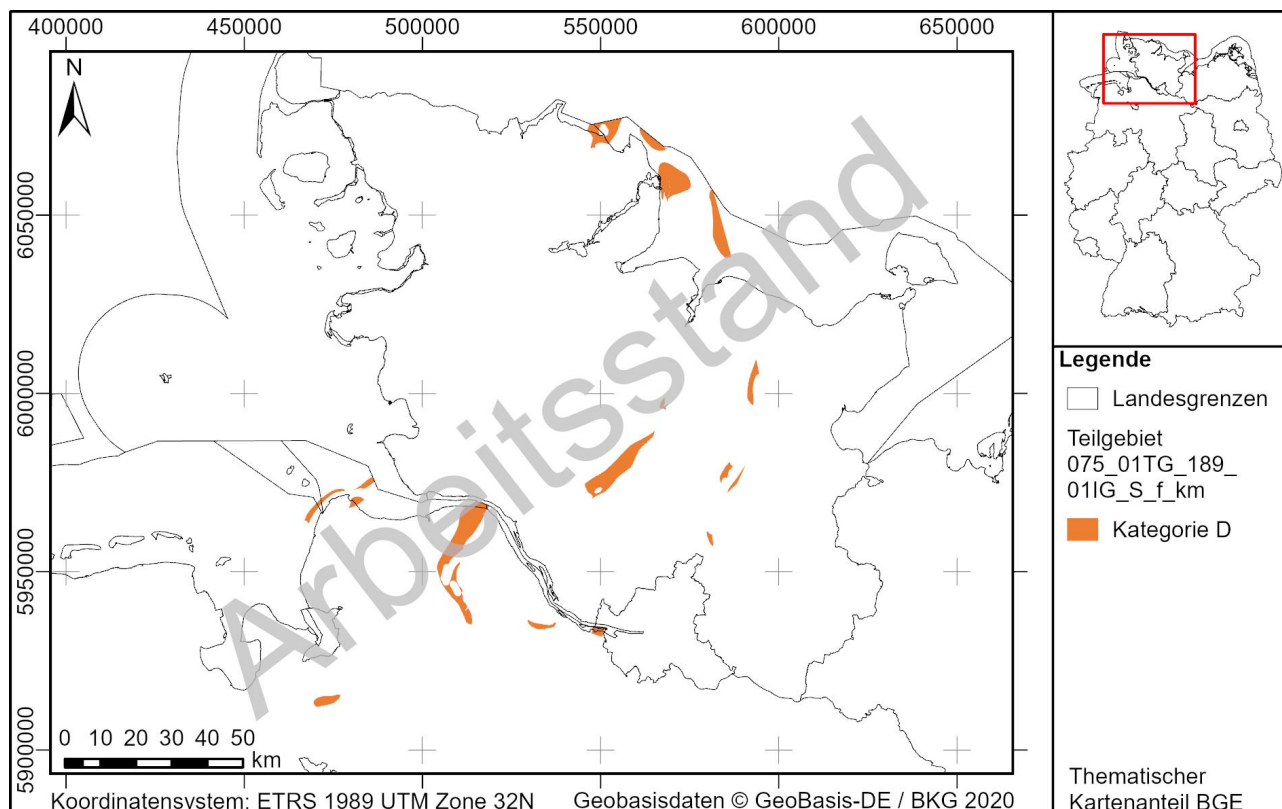 400000 450000 500000 550000 600000 650000
N
6050000
6000000
5950000
5900000
Arbeitsstand
0 10 20 30 40 50
km
Koordinatensystem: ETRS 1989 UTM Zone 32N Geobasisdaten © GeoBasis-DE / BKG 2020
Legende
Landesgrenzen
Teilgebiet
075_01TG_189_
01IG_S_f_km
Kategorie D
Thematischer
Kartenanteil BGE